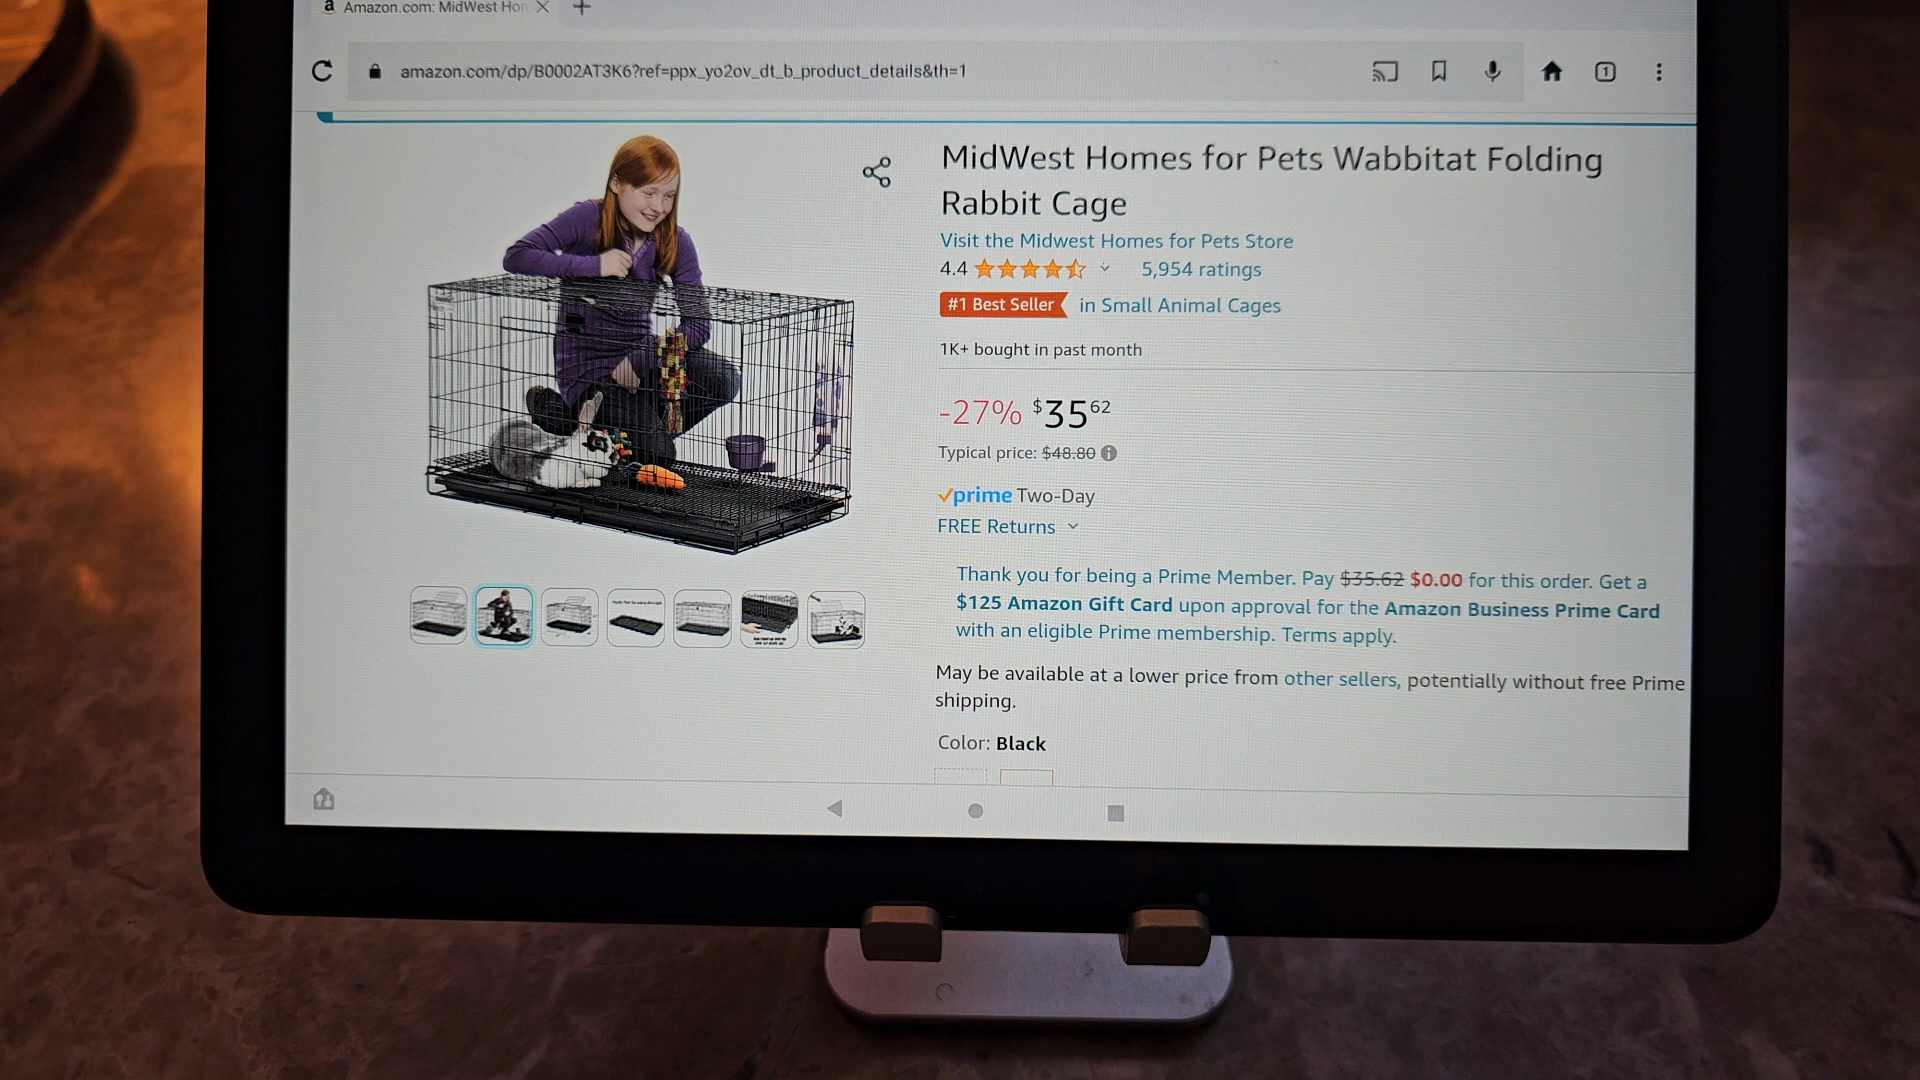 a Amazon.com: MidWest Hon
amazon.com/dp/B0002AT3K6?ref=ppx_yo2ov_dt_b_product_details&th=1
1
MidWest Homes for Pets Wabbitat Folding
Rabbit Cage
Visit the Midwest Homes for Pets Store
4.4 5,954 ratings
#1 Best Seller in Small Animal Cages
1K+ bought in past month
-27% $35 62
Typical price: $48.80
prime Two-Day
FREE Returns
Thank you for being a Prime Member. Pay $35.62 $0.00 for this order. Get a
$125 Amazon Gift Card upon approval for the Amazon Business Prime Card
with an eligible Prime membership. Terms apply.
May be available at a lower price from other sellers, potentially without free Prime
shipping.
Color: Black